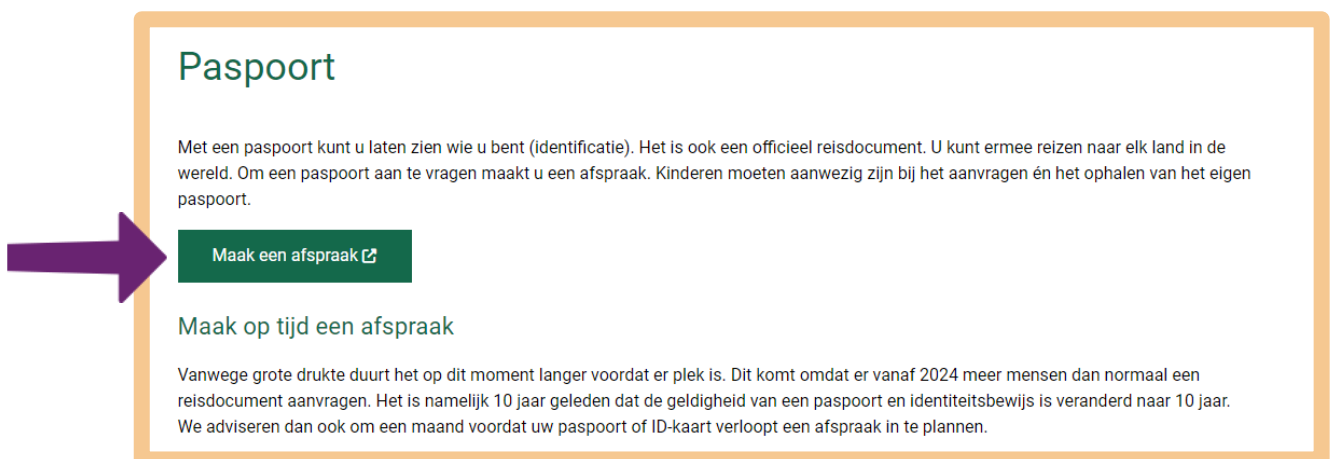 Paspoort
Met een paspoort kunt u laten zien wie u bent (identificatie). Het is ook een officieel reisdocument. U kunt ermee reizen naar elk land in de
wereld. Om een paspoort aan te vragen maakt u een afspraak. Kinderen moeten aanwezig zijn bij het aanvragen én het ophalen van het eigen
paspoort.
Maak een afspraak
Maak op tijd een afspraak
Vanwege grote drukte duurt het op dit moment langer voordat er plek is. Dit komt omdat er vanaf 2024 meer mensen dan normaal een
reisdocument aanvragen. Het is namelijk 10 jaar geleden dat de geldigheid van een paspoort en identiteitsbewijs is veranderd naar 10 jaar.
We adviseren dan ook om een maand voordat uw paspoort of ID-kaart verloopt een afspraak in te plannen.